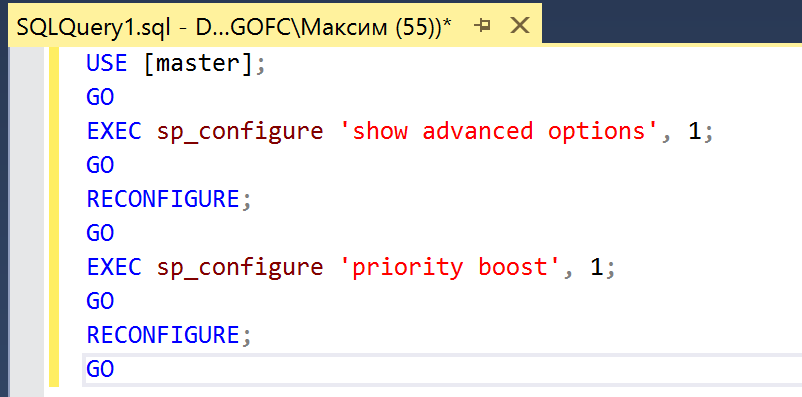 SQLQuery1.sql - D...GOFC\Максим (55))*
USE [master];
GO
EXEC sp_configure 'show advanced options', 1;
GO
RECONFIGURE;
GO
EXEC sp_configure 'priority boost', 1;
GO
RECONFIGURE;
GO